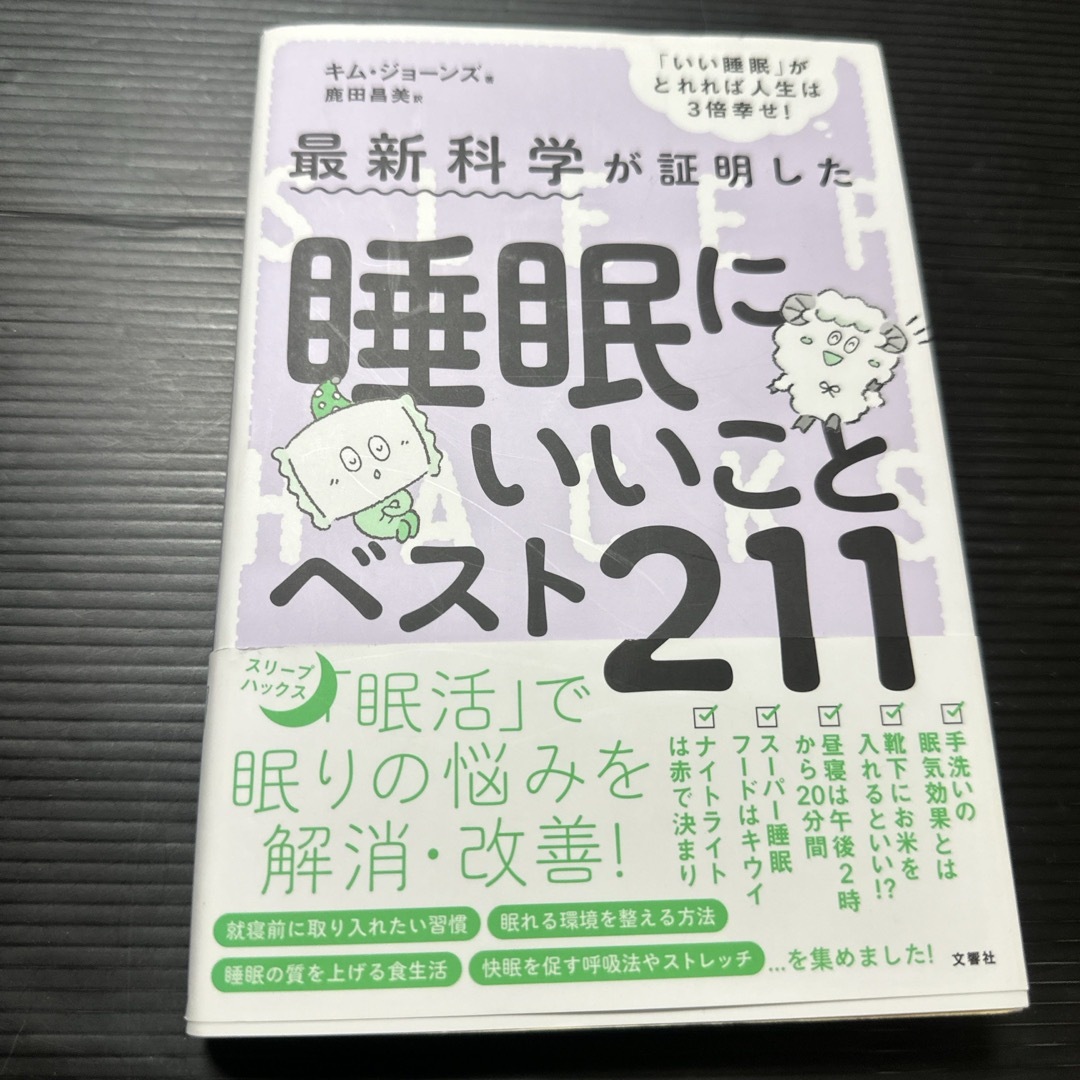 キム・ジョーンズ 著
鹿田昌美 訳
「いい睡眠」が
とれれば人生は
3倍幸せ!
最新科学が証明した
SLEEP
HACKS
睡眠に
いいこと
ベスト211
スリープ
ハックス
「眠活」で
眠りの悩みを
解消・改善!
手洗いの
眠気効果とは
靴下にお米を
入れるといい!?
昼寝は午後2時
から20分間
スーパー睡眠
フードはキウイ
ナイトライト
は赤で決まり
就寝前に取り入れたい習慣
眠れる環境を整える方法
睡眠の質を上げる食生活
快眠を促す呼吸法やストレッチ
…を集めました!
文響社